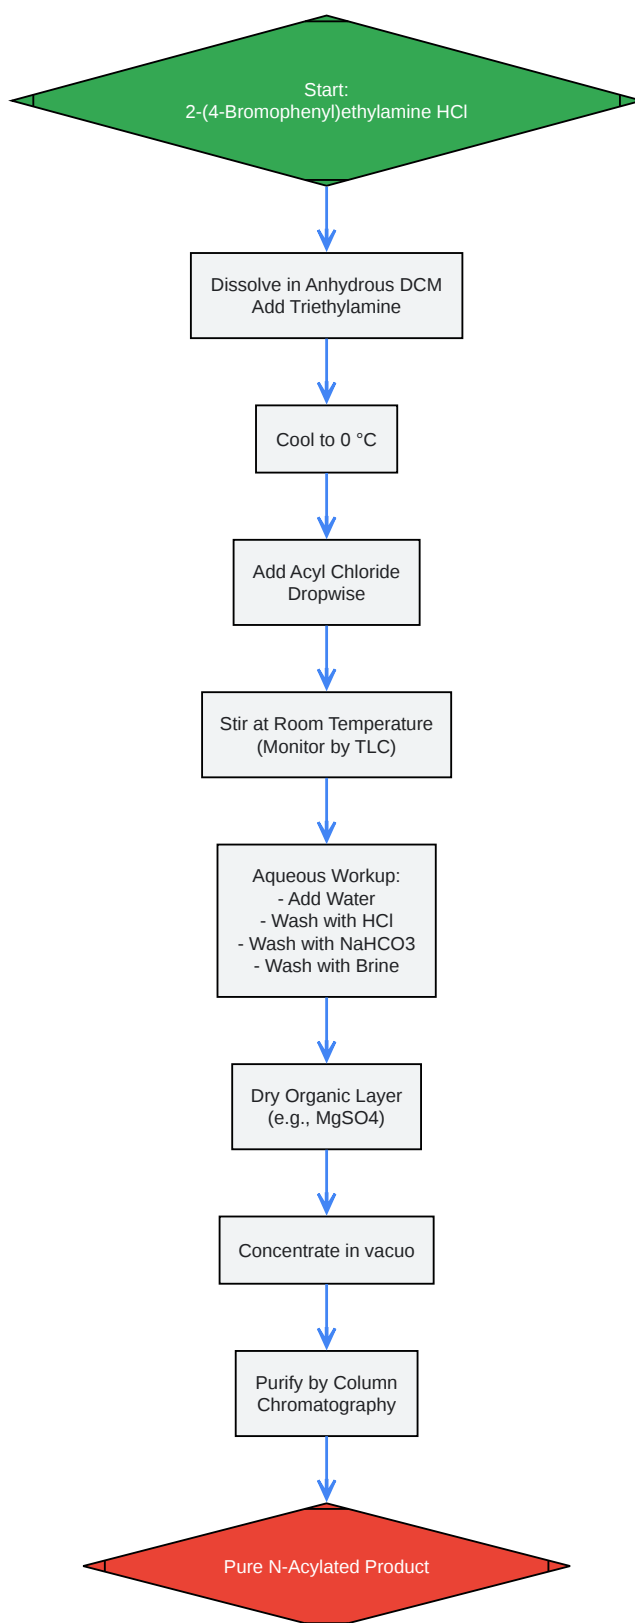 Start:
2-(4-Bromophenyl)ethylamine HCl
Dissolve in Anhydrous DCM
Add Triethylamine
Cool to 0 °C
Add Acyl Chloride
Dropwise
Stir at Room Temperature
(Monitor by TLC)
Aqueous Workup:
- Add Water
- Wash with HCl
- Wash with NaHCO3
- Wash with Brine
Dry Organic Layer
(e.g., MgSO4)
Concentrate in vacuo
Purify by Column
Chromatography
Pure N-Acylated Product